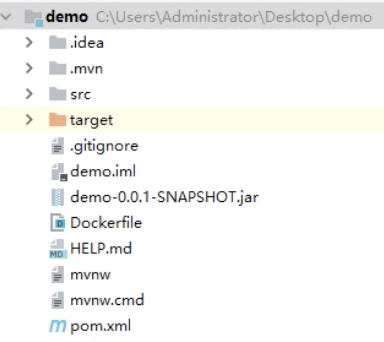 demo C:\Users\Administrator\Desktop\demo
.idea
.mvn
src
target
.gitignore
demo.iml
demo-0.0.1-SNAPSHOT.jar
Dockerfile
HELP.md
mvnw
mvnw.cmd
pom.xml